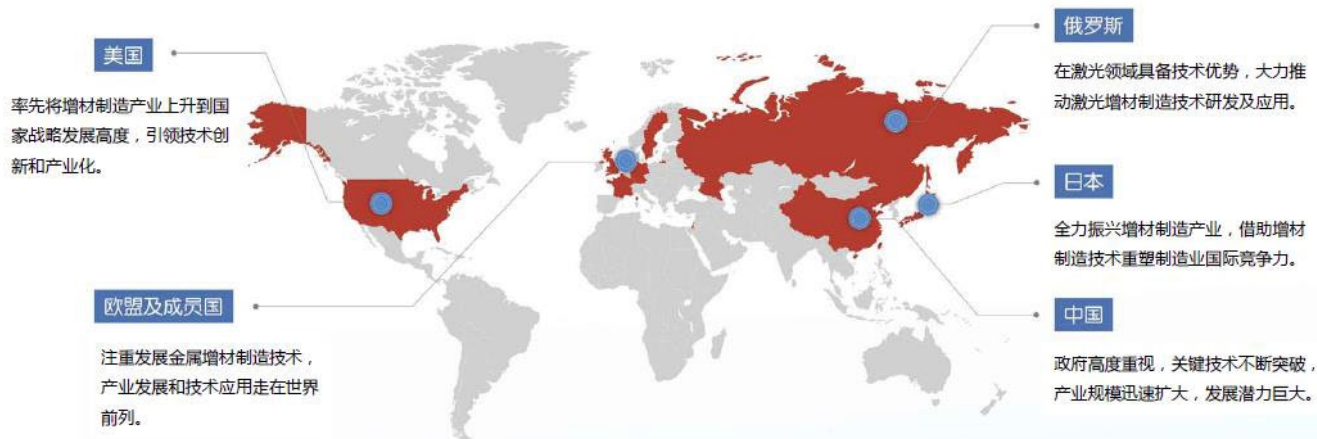 美国
率先将增材制造产业上升到国
家战略发展高度，引领技术创
新和产业化。
欧盟及成员国
注重发展金属增材制造技术，
产业发展和技术应用走在世界
前列。
俄罗斯
在激光领域具备技术优势，大力推
动激光增材制造技术研发及应用。
日本
全力振兴增材制造产业，借助增材
制造技术重塑制造业国际竞争力。
中国
政府高度重视，关键技术不断突破，
产业规模迅速扩大，发展潜力巨大。